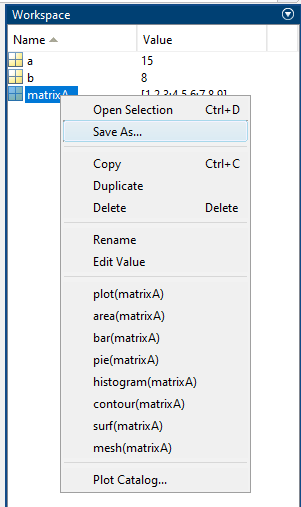 Workspace
Name Value
a 15
b 8
matrixA [1,2,3;4,5,6;7,8,9]
Open Selection Ctrl+D
Save As...
Copy Ctrl+C
Duplicate
Delete Delete
Rename
Edit Value
plot(matrixA)
area(matrixA)
bar(matrixA)
pie(matrixA)
histogram(matrixA)
contour(matrixA)
surf(matrixA)
mesh(matrixA)
Plot Catalog...